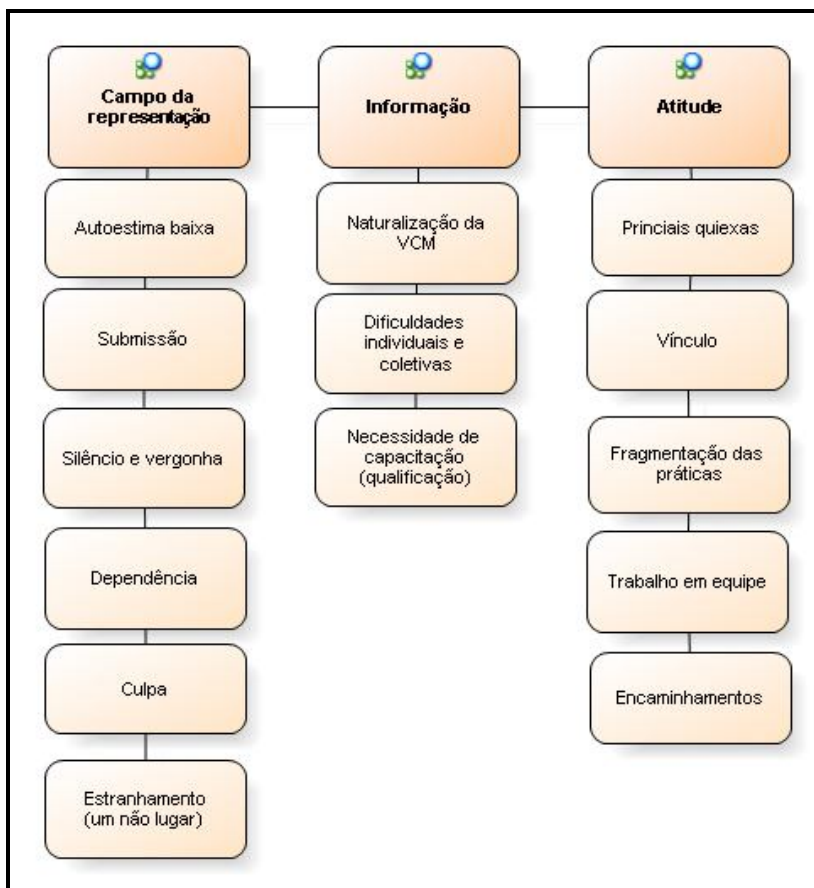 Campo da
representação
Autoestima baixa
Submissão
Silêncio e vergonha
Dependência
Culpa
Estranhamento
(um não lugar)
Informação
Naturalização da
VCM
Dificuldades
individuais e
coletivas
Necessidade de
capacitação
(qualificação)
Atitude
Princiais quiexas
Vínculo
Fragmentação das
práticas
Trabalho em equipe
Encaminhamentos